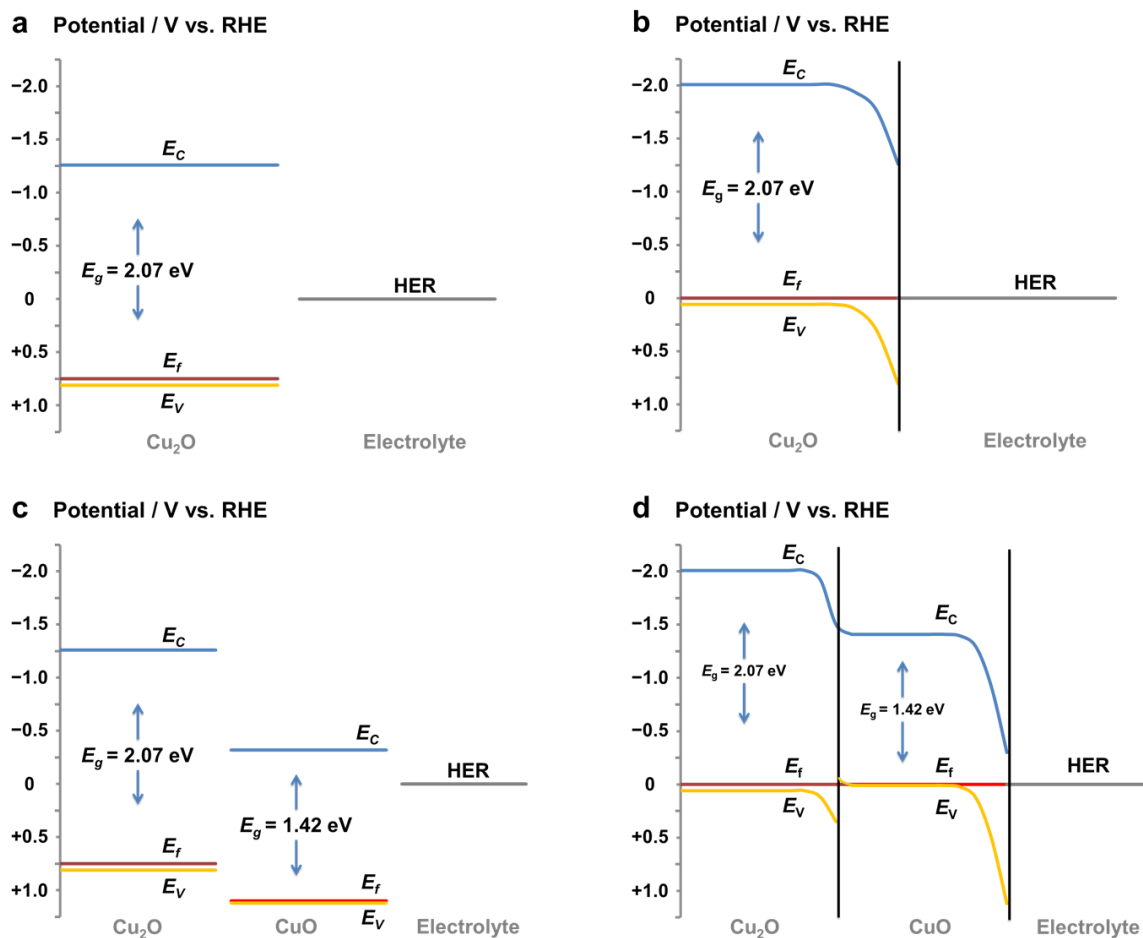 a Potential / V vs. RHE
−2.0
−1.5
−1.0
−0.5
0
+0.5
+1.0
E_C
E_g = 2.07 eV
HER
E_f
E_V
Cu₂O
Electrolyte
b Potential / V vs. RHE
−2.0
−1.5
−1.0
−0.5
0
+0.5
+1.0
E_C
E_g = 2.07 eV
E_f
HER
E_V
Cu₂O
Electrolyte
c Potential / V vs. RHE
−2.0
−1.5
−1.0
−0.5
0
+0.5
+1.0
E_C
E_g = 2.07 eV
E_f
E_V
E_C
E_g = 1.42 eV
E_f
E_V
HER
Cu₂O
CuO
Electrolyte
d Potential / V vs. RHE
−2.0
−1.5
−1.0
−0.5
0
+0.5
+1.0
E_C
E_g = 2.07 eV
E_f
E_V
E_C
E_g = 1.42 eV
E_f
E_V
HER
Cu₂O
CuO
Electrolyte